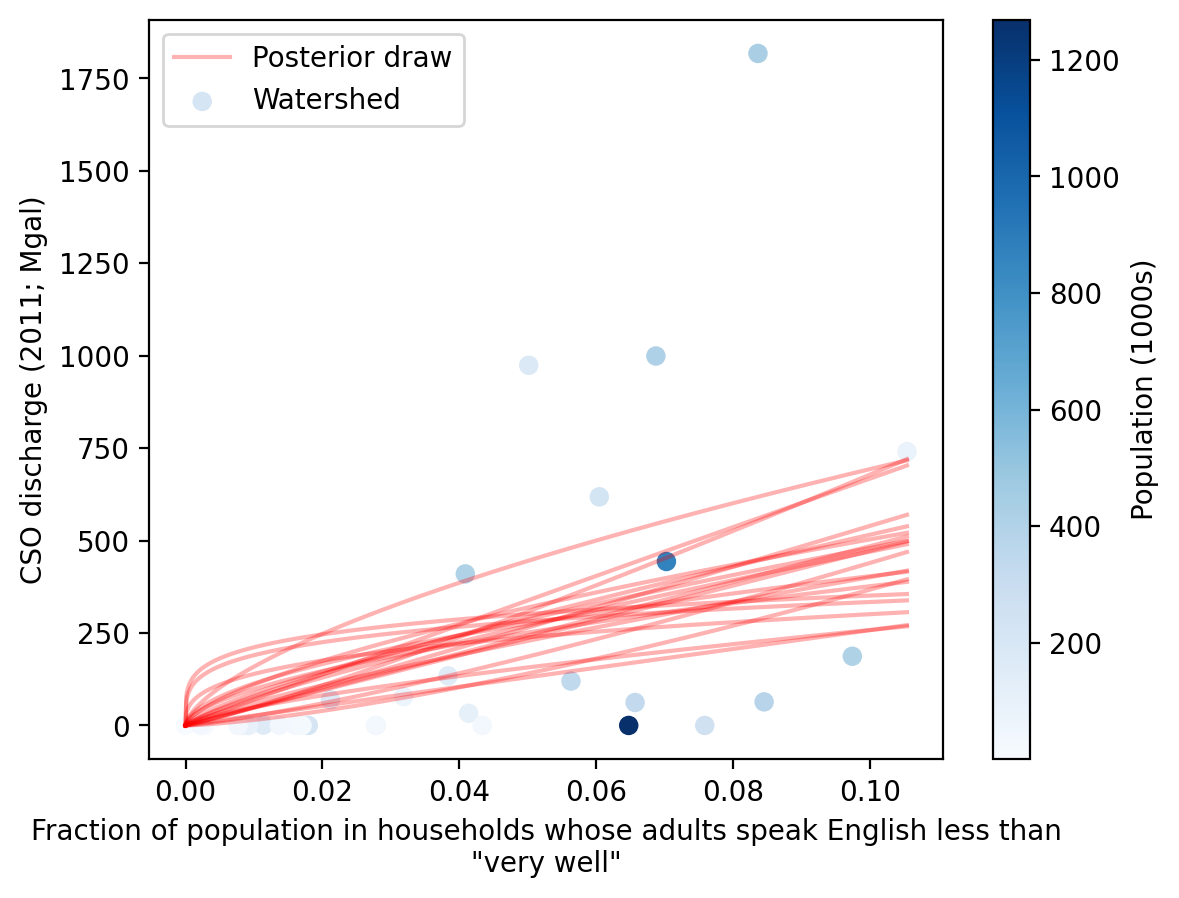 Posterior draw
Watershed
1750
1500
1250
1000
750
500
250
0
CSO discharge (2011; Mgal)
0.00 0.02 0.04 0.06 0.08 0.10
Fraction of population in households whose adults speak English less than
"very well"
1200
1000
800
600
400
200
Population (1000s)